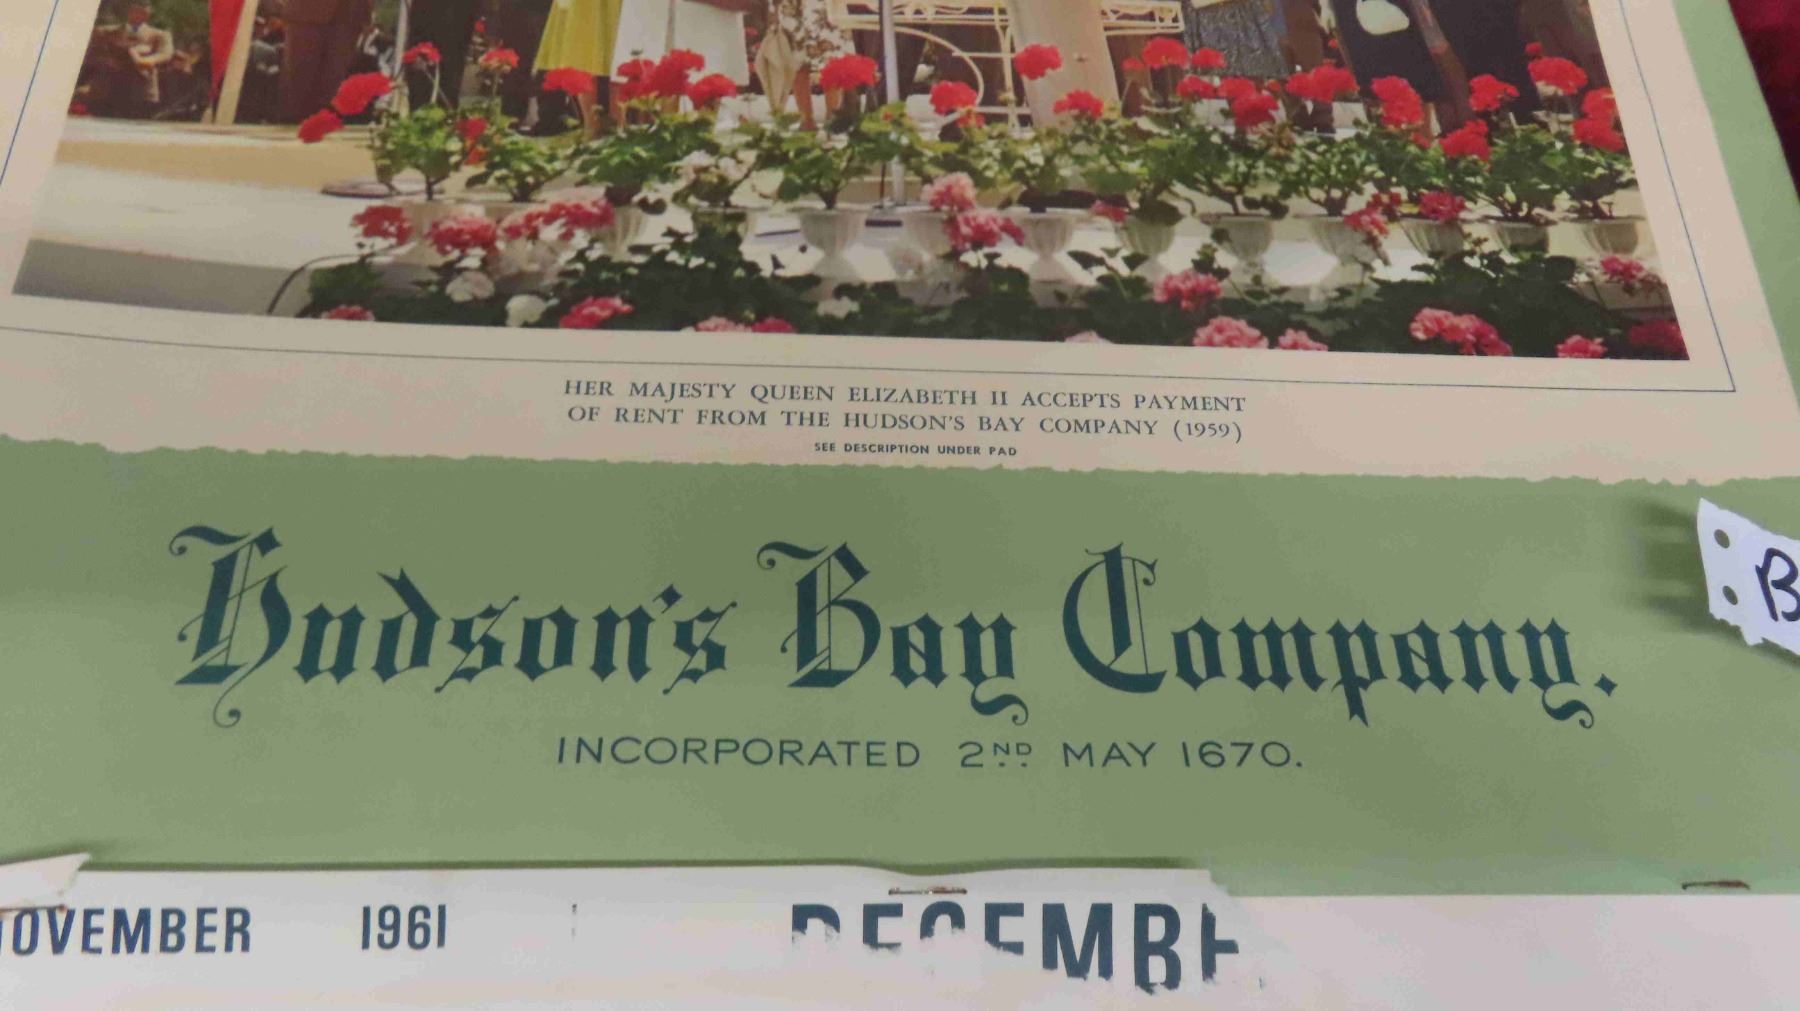 HER MAJESTY QUEEN ELIZABETH II ACCEPTS PAYMENT
OF RENT FROM THE HUDSON'S BAY COMPANY (1959)
SEE DESCRIPTION UNDER PAD
Hudson's Bay Company.
INCORPORATED 2ND MAY 1670.
B
OVEMBER 1961
DECEMBE